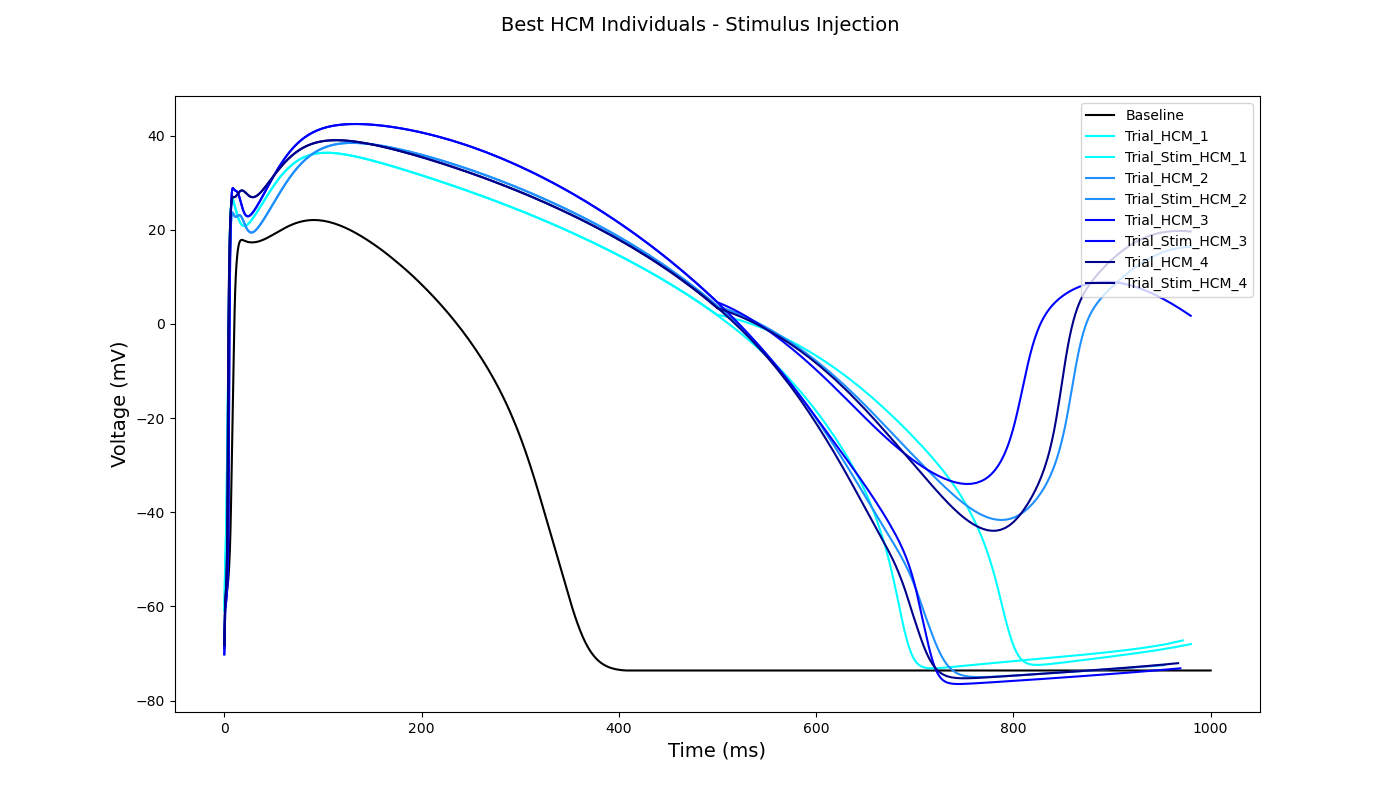 Best HCM Individuals - Stimulus Injection
Baseline
Trial_HCM_1
Trial_Stim_HCM_1
Trial_HCM_2
Trial_Stim_HCM_2
Trial_HCM_3
Trial_Stim_HCM_3
Trial_HCM_4
Trial_Stim_HCM_4
Voltage (mV)
40
20
0
−20
−40
−60
−80
0
200
400
600
800
1000
Time (ms)